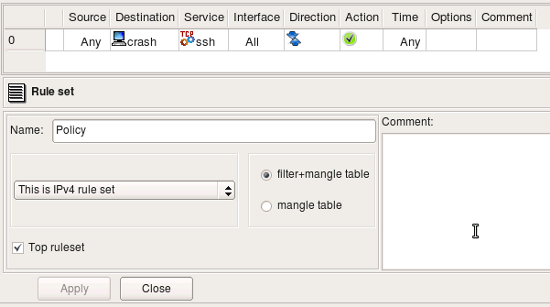 Source Destination Service Interface Direction Action Time Options Comment
0 Any crash TCP ssh All Any
Rule set
Name: Policy
Comment:
This is IPv4 rule set
filter+mangle table
mangle table
Top ruleset
Apply Close